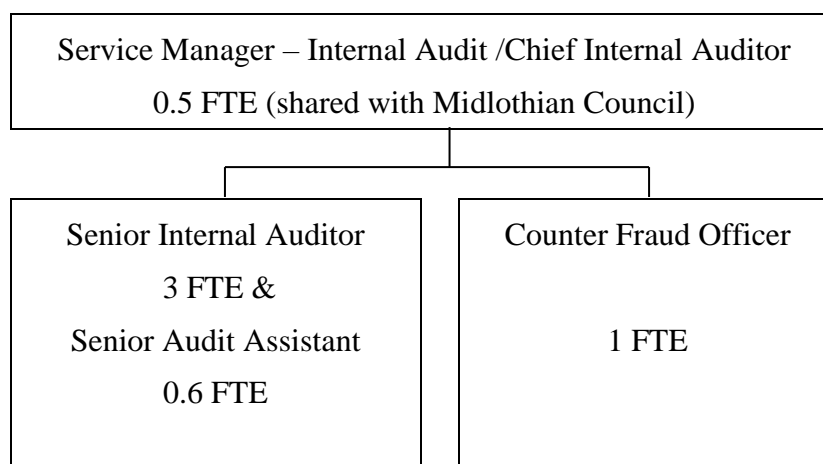 Service Manager – Internal Audit /Chief Internal Auditor
0.5 FTE (shared with Midlothian Council)
Senior Internal Auditor
3 FTE &
Senior Audit Assistant
0.6 FTE
Counter Fraud Officer
1 FTE